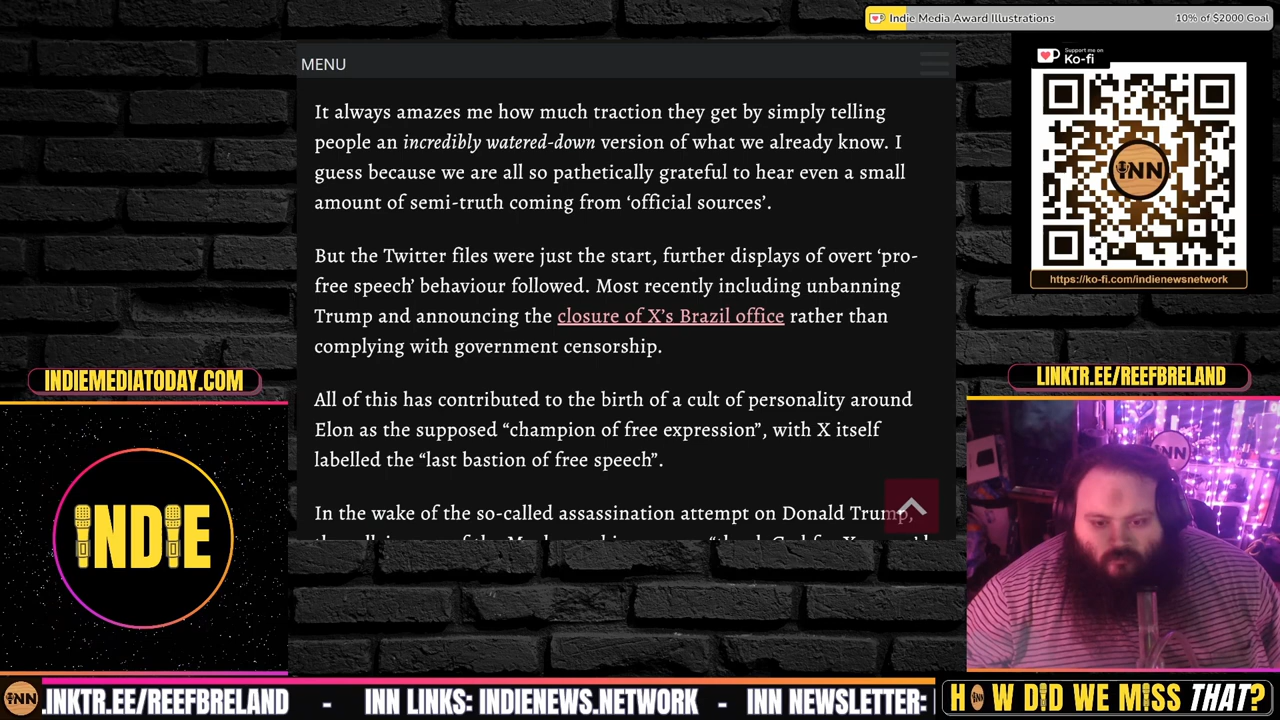 Indie Media Award Illustrations
10% of $2000 Goal
Support me on
Ko-fi
MENU
It always amazes me how much traction they get by simply telling
people an incredibly watered-down version of what we already know. I
guess because we are all so pathetically grateful to hear even a small
amount of semi-truth coming from ‘official sources’.
But the Twitter files were just the start, further displays of overt ‘pro-
free speech’ behaviour followed. Most recently including unbanning
Trump and announcing the closure of X’s Brazil office rather than
complying with government censorship.
All of this has contributed to the birth of a cult of personality around
Elon as the supposed “champion of free expression”, with X itself
labelled the “last bastion of free speech”.
In the wake of the so-called assassination attempt on Donald Trump,
INN
https://ko-fi.com/indienewsnetwork
INDIEMEDIATODAY.COM
LINKTR.EE/REEFBRELAND
INDIE
INN
INN
.INKTR.EE/REEFBRELAND - INN LINKS: INDIENEWS.NETWORK - INN NEWSLETTER:
HOW DID WE MISS THAT?